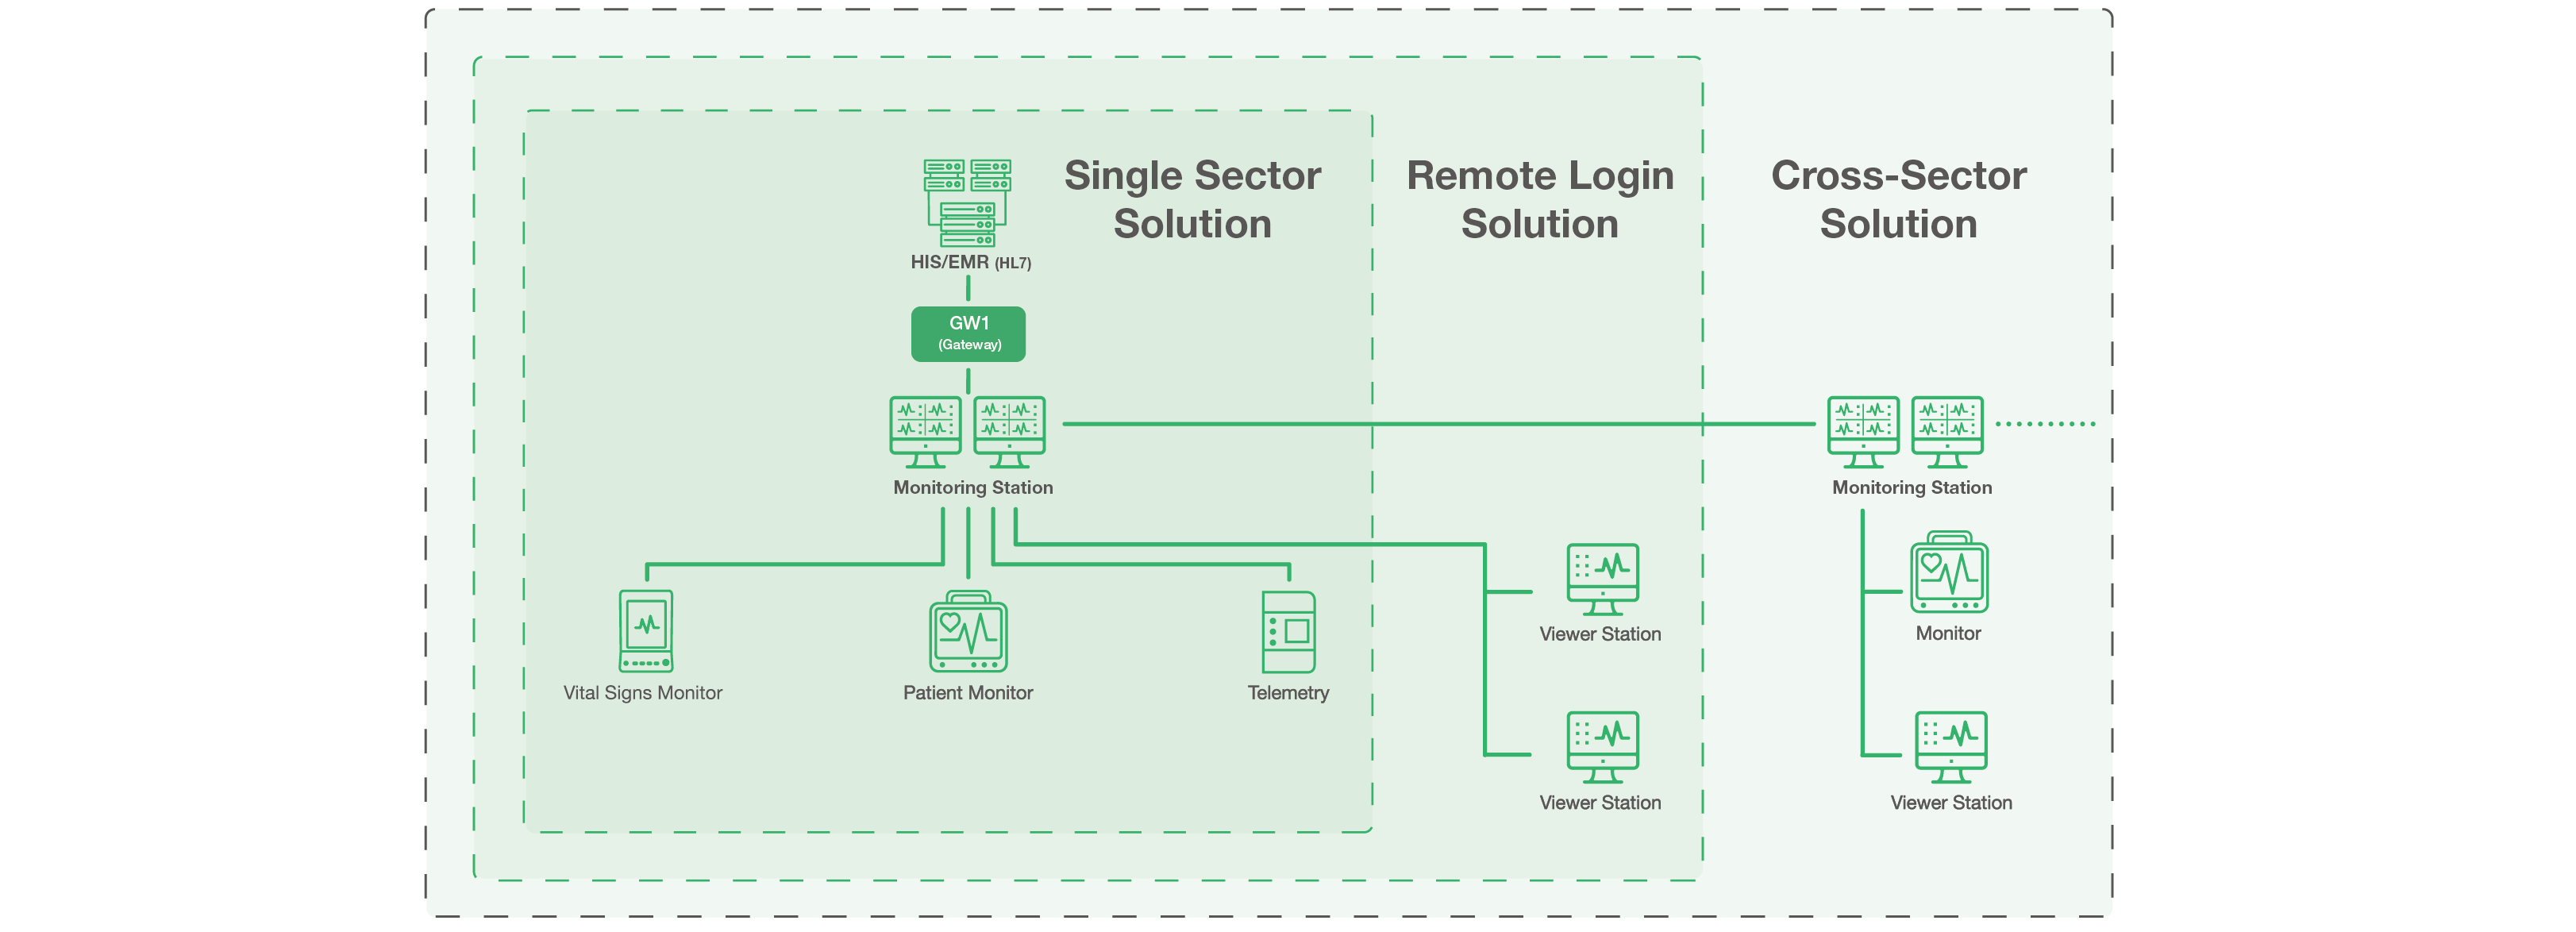 Single Sector
Solution
Remote Login
Solution
Cross-Sector
Solution
HIS/EMR (HL7)
GW1
(Gateway)
Monitoring Station
Monitoring Station
Vital Signs Monitor
Patient Monitor
Telemetry
Viewer Station
Monitor
Viewer Station
Viewer Station